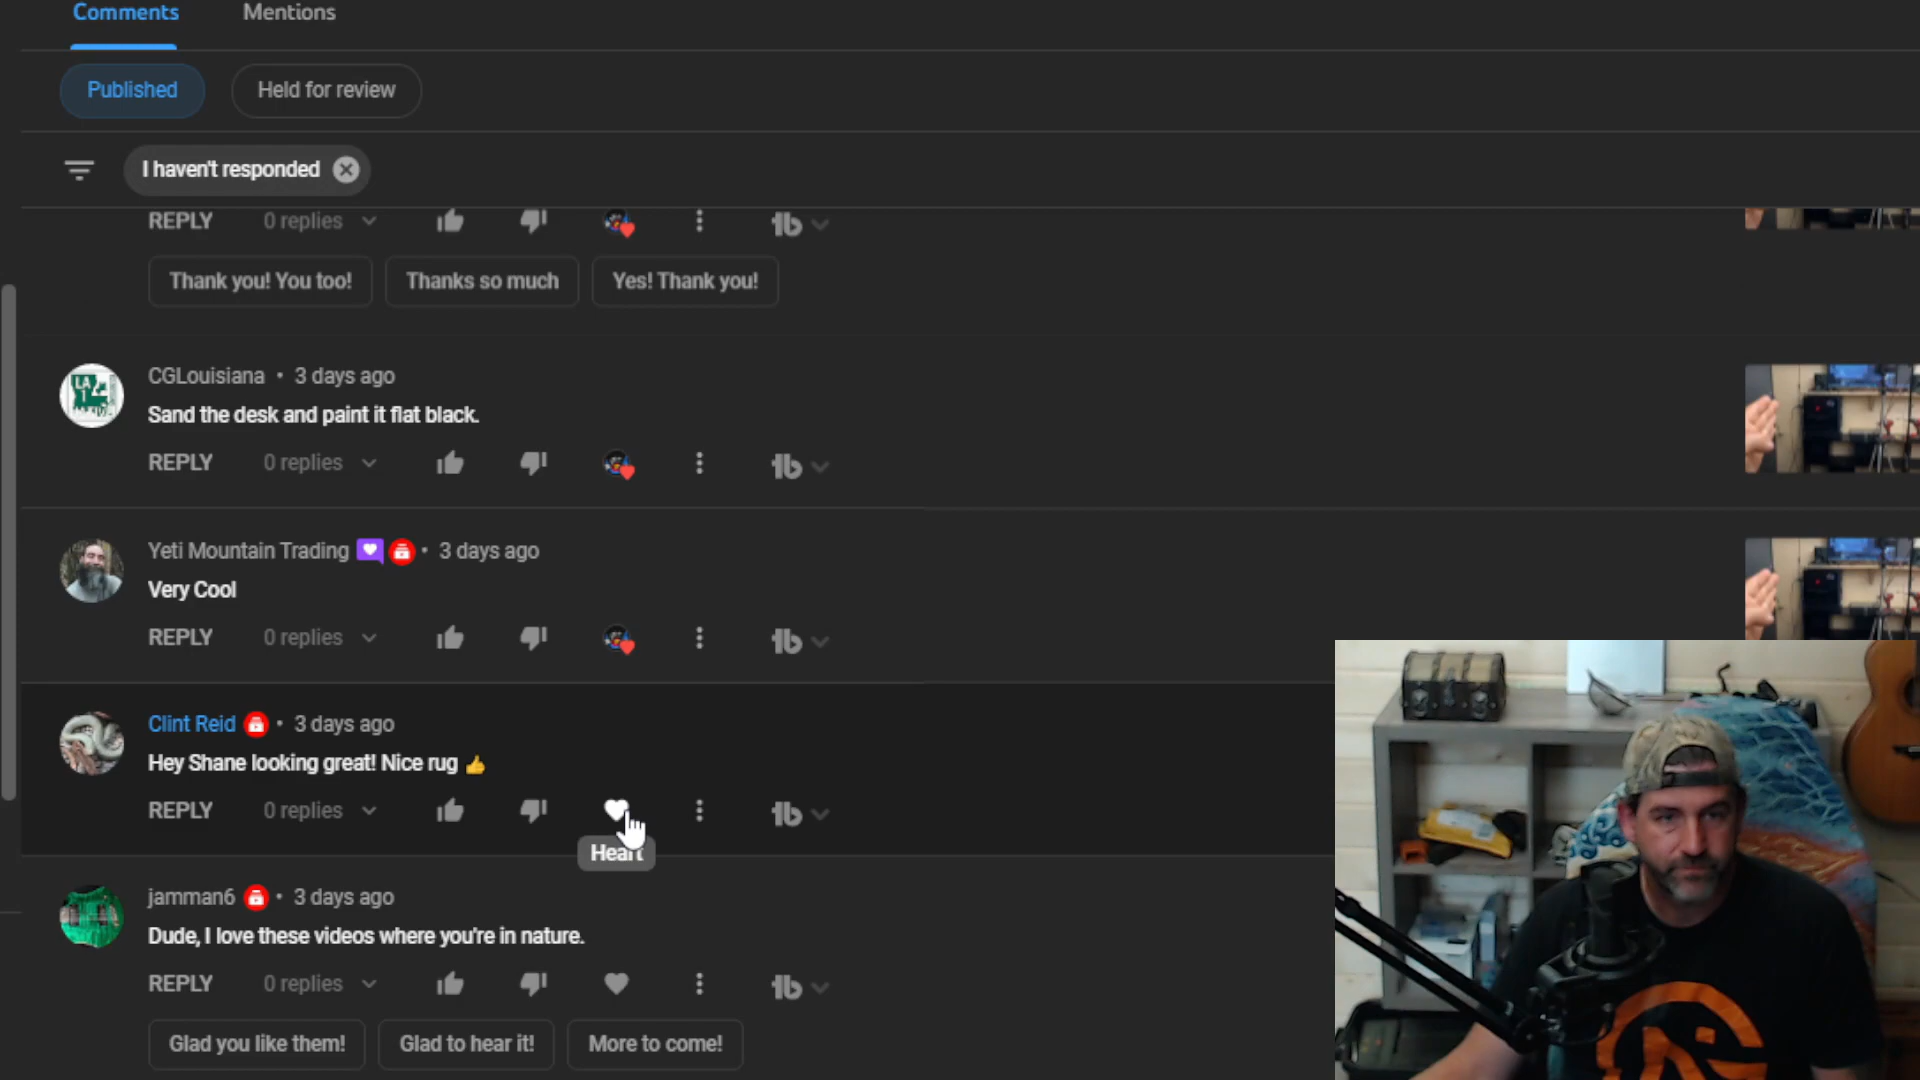 Comments Mentions
Published Held for review
I haven't responded
REPLY 0 replies
Thank you! You too! Thanks so much Yes! Thank you!
CGLouisiana • 3 days ago
Sand the desk and paint it flat black.
REPLY 0 replies
Yeti Mountain Trading • 3 days ago
Very Cool
REPLY 0 replies
Clint Reid • 3 days ago
Hey Shane looking great! Nice rug 👍
REPLY 0 replies
Heart
jamman6 • 3 days ago
Dude, I love these videos where you're in nature.
REPLY 0 replies
Glad you like them! Glad to hear it! More to come!